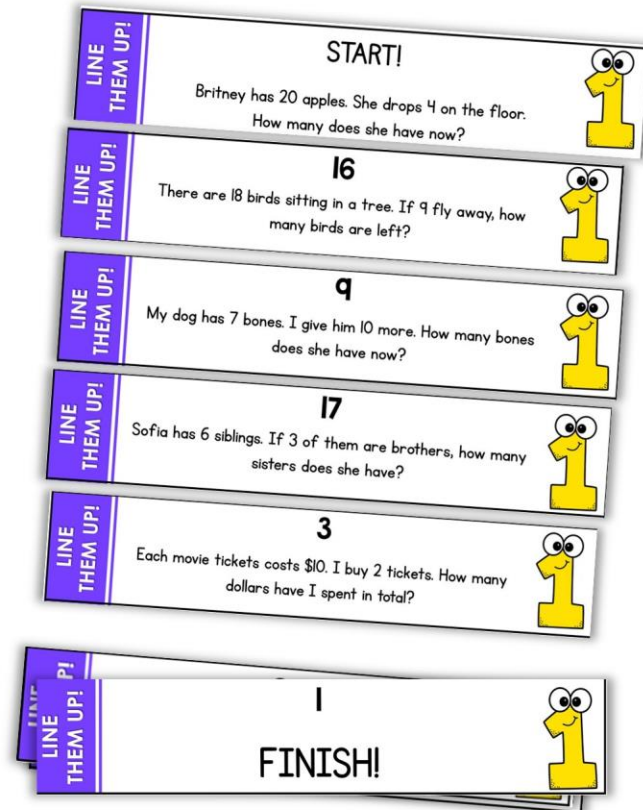 LINE
THEM UP!
START!
Britney has 20 apples. She drops 4 on the floor.
How many does she have now?
LINE
THEM UP!
16
There are 18 birds sitting in a tree. If 9 fly away, how
many birds are left?
LINE
THEM UP!
9
My dog has 7 bones. I give him 10 more. How many bones
does she have now?
LINE
THEM UP!
17
Sofia has 6 siblings. If 3 of them are brothers, how many
sisters does she have?
LINE
THEM UP!
3
Each movie tickets costs $10. I buy 2 tickets. How many
dollars have I spent in total?
LINE
THEM UP!
1
FINISH!